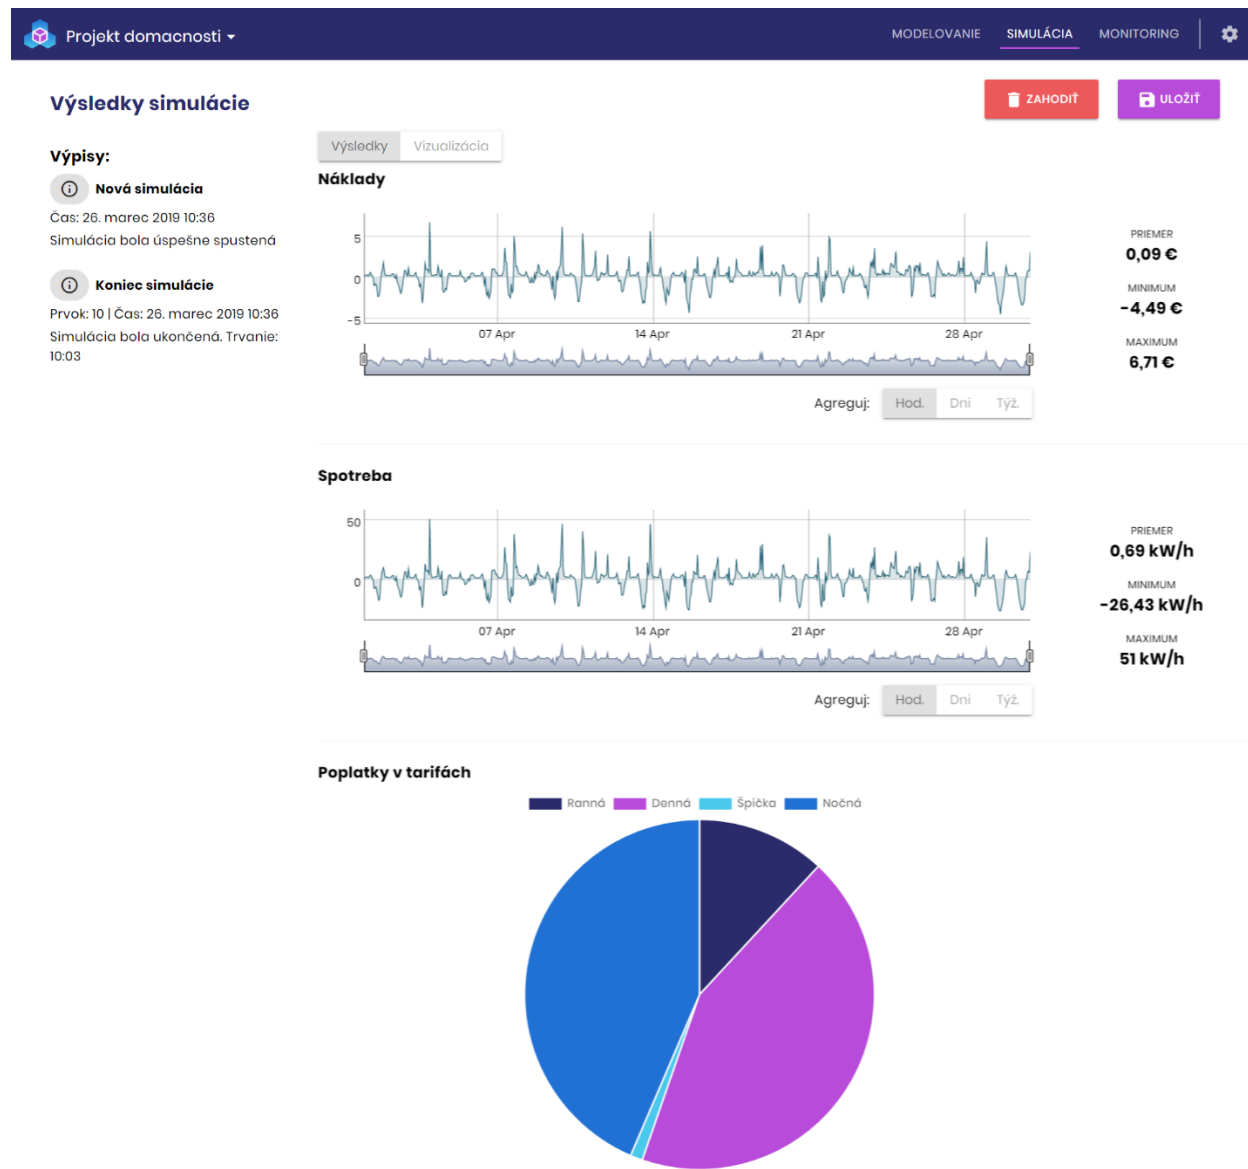 Projekt domacnosti
MODELOVANIE SIMULÁCIA MONITORING
Výsledky simulácie
ZAHODIŤ
ULOŽIŤ
Výpisy:
Nová simulácia
Čas: 26. marec 2019 10:36
Simulácia bola úspešne spustená
Koniec simulácie
Prvok: 10 | Čas: 26. marec 2019 10:36
Simulácia bola ukončená. Trvanie:
10:03
Výsledky Vizualizácia
Náklady
5
0
-5
07 Apr 14 Apr 21 Apr 28 Apr
PRIEMER
0,09 €
MINIMUM
-4,49 €
MAXIMUM
6,71 €
Agreguj: Hod. Dni Týž.
Spotreba
50
0
07 Apr 14 Apr 21 Apr 28 Apr
PRIEMER
0,69 kW/h
MINIMUM
-26,43 kW/h
MAXIMUM
51 kW/h
Agreguj: Hod. Dni Týž.
Poplatky v tarifách
Ranná Denná Špička Nočná